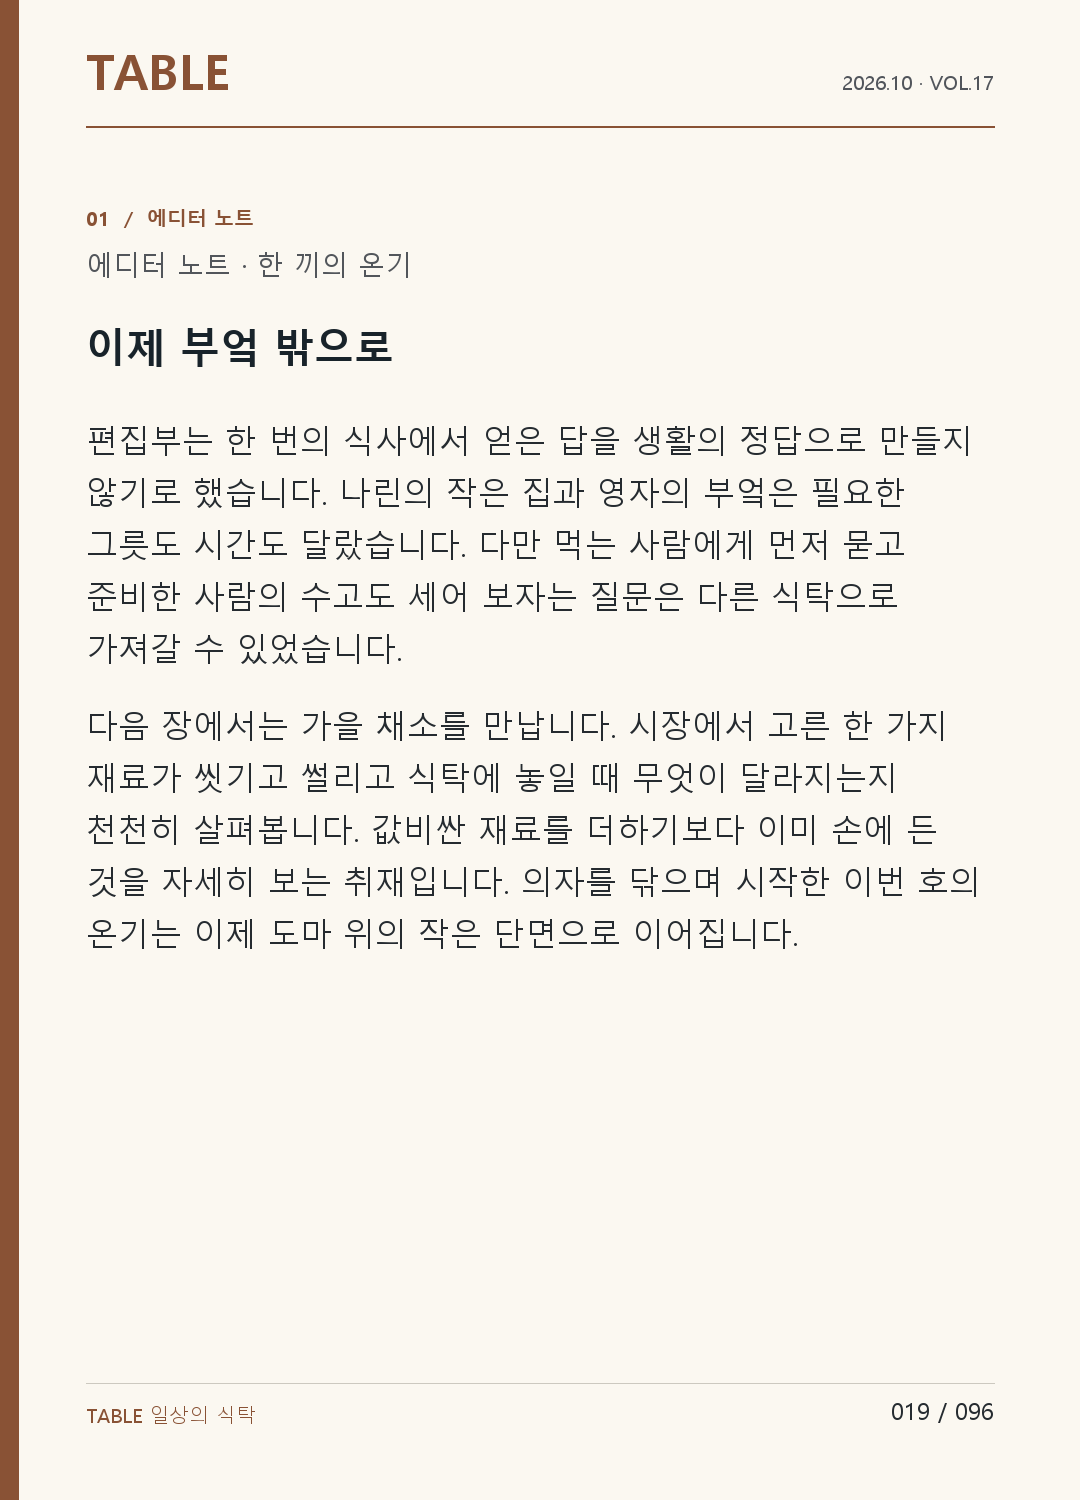 TABLE
2026.10 · VOL.17
01 / 에디터 노트
에디터 노트 · 한 끼의 온기
이제 부엌 밖으로
편집부는 한 번의 식사에서 얻은 답을 생활의 정답으로 만들지
않기로 했습니다. 나린의 작은 집과 영자의 부엌은 필요한
그릇도 시간도 달랐습니다. 다만 먹는 사람에게 먼저 묻고
준비한 사람의 수고도 세어 보자는 질문은 다른 식탁으로
가져갈 수 있었습니다.
다음 장에서는 가을 채소를 만납니다. 시장에서 고른 한 가지
재료가 씻기고 썰리고 식탁에 놓일 때 무엇이 달라지는지
천천히 살펴봅니다. 값비싼 재료를 더하기보다 이미 손에 든
것을 자세히 보는 취재입니다. 의자를 닦으며 시작한 이번 호의
온기는 이제 도마 위의 작은 단면으로 이어집니다.
TABLE 일상의 식탁
019 / 096